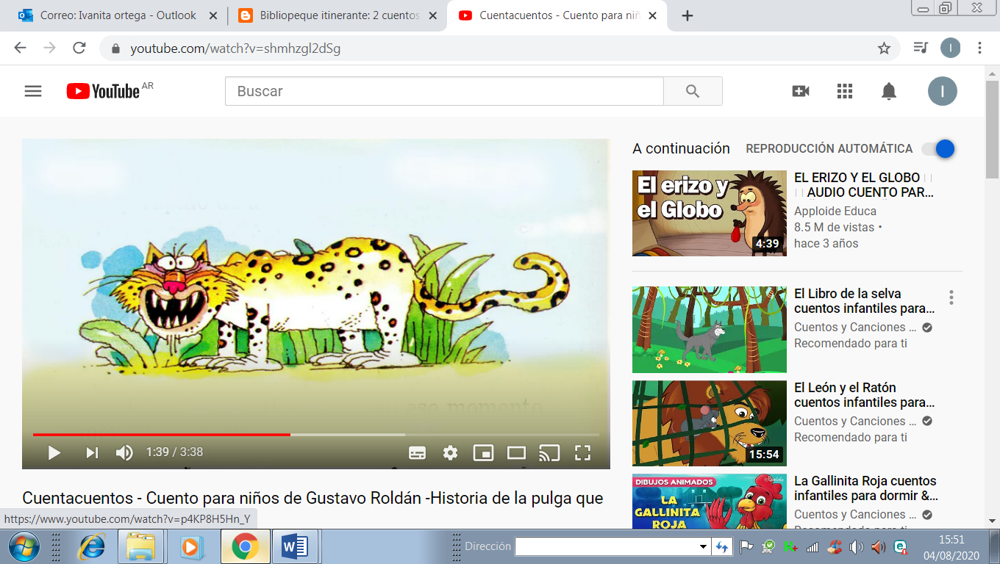 Correo: Ivanita ortega - Outlook
Bibliopeque itinerante: 2 cuentos
Cuentacuentos - Cuento para niñ
youtube.com/watch?v=shmhzgl2dSg
I
YouTube AR
Buscar
I
A continuación
REPRODUCCIÓN AUTOMÁTICA
El erizo y
el Globo
4:39
EL ERIZO Y EL GLOBO
AUDIO CUENTO PAR...
Apploide Educa
8.5 M de vistas •
hace 3 años
El Libro de la selva
cuentos infantiles para...
Cuentos y Canciones ...
Recomendado para ti
El León y el Ratón
cuentos infantiles para...
Cuentos y Canciones ...
Recomendado para ti
15:54
DIBUJOS ANIMADOS
LA
GALLINITA
ROJA
La Gallinita Roja cuentos
infantiles para dormir &...
Cuentos y Canciones ...
Recomendado para ti
ese momento
1:39 / 3:38
Cuentacuentos - Cuento para niños de Gustavo Roldán -Historia de la pulga que
https://www.youtube.com/watch?v=p4KP8H5Hn_Y
Dirección
15:51
04/08/2020